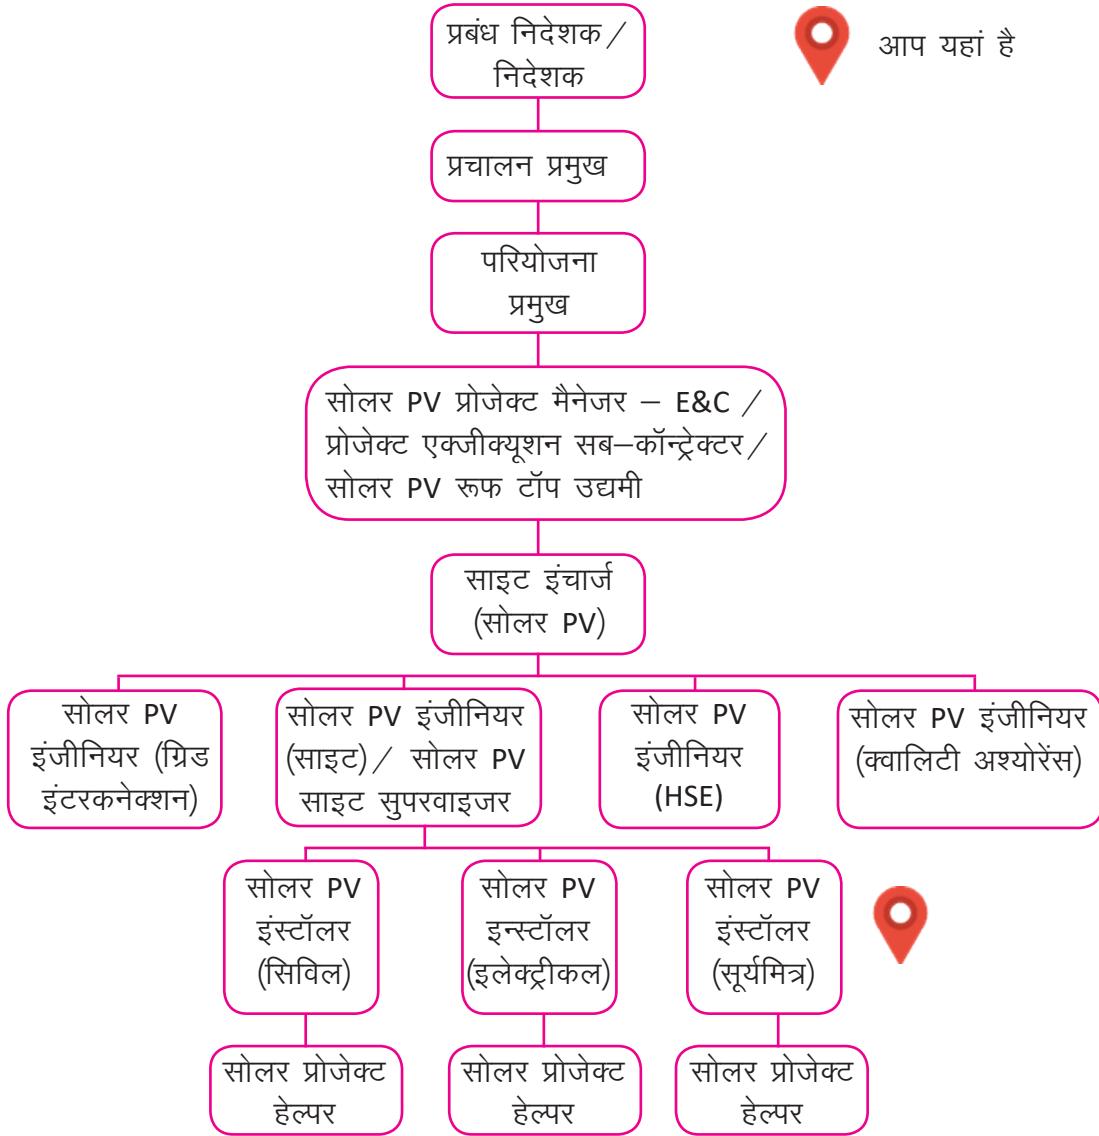 प्रबंध निदेशक /
निदेशक
आप यहां है
प्रचालन प्रमुख
परियोजना
प्रमुख
सोलर PV प्रोजेक्ट मैनेजर – E&C /
प्रोजेक्ट एक्जीक्यूशन सब–कॉन्ट्रेक्टर /
सोलर PV रूफ टॉप उद्यमी
साइट इंचार्ज
(सोलर PV)
सोलर PV
इंजीनियर (ग्रिड
इंटरकनेक्शन)
सोलर PV इंजीनियर
(साइट) / सोलर PV
साइट सुपरवाइजर
सोलर PV
इंजीनियर
(HSE)
सोलर PV इंजीनियर
(क्वालिटी अश्योरेंस)
सोलर PV
इंस्टॉलर
(सिविल)
सोलर PV
इन्स्टॉलर
(इलेक्ट्रीकल)
सोलर PV
इंस्टॉलर
(सूर्यमित्र)
सोलर प्रोजेक्ट
हेल्पर
सोलर प्रोजेक्ट
हेल्पर
सोलर प्रोजेक्ट
हेल्पर